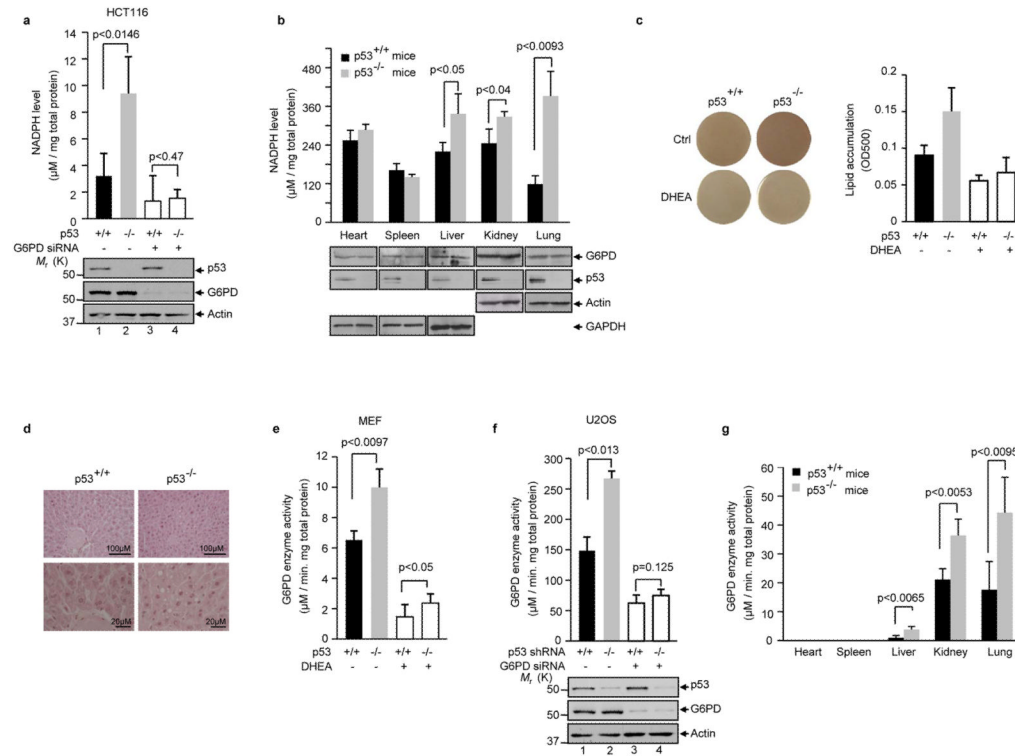 a
HCT116
p<0.0146
p<0.47
NADPH level
(µM / mg total protein)
14
12
10
8
6
4
2
0
p53 +/+ -/- +/+ -/-
G6PD siRNA - - + +
Mr (K)
50 p53
50 G6PD
37 Actin
1 2 3 4
b
p53+/+ mice
p53-/- mice
p<0.05
p<0.04
p<0.0093
NADPH level
(µM / mg total protein)
480
360
240
120
0
Heart Spleen Liver Kidney Lung
G6PD
p53
Actin
GAPDH
c
p53+/+ p53-/-
Ctrl
DHEA
Lipid accumulation
(OD500)
0.2
0.15
0.1
0.05
0
p53 +/+ -/- +/+ -/-
DHEA - - + +
d
p53+/+ p53-/-
100µM 100µM
20µM 20µM
e
MEF
p<0.0097
p<0.05
G6PD enzyme activity
(µM / min. mg total protein)
12
10
8
6
4
2
0
p53 +/+ -/- +/+ -/-
DHEA - - + +
f
U2OS
p<0.013
p=0.125
G6PD enzyme activity
(µM / min. mg total protein)
300
250
200
150
100
50
0
p53 shRNA +/+ -/- +/+ -/-
G6PD siRNA - - + +
Mr (K)
50 p53
50 G6PD
37 Actin
1 2 3 4
g
p53+/+ mice
p53-/- mice
p<0.0065
p<0.0053
p<0.0095
G6PD enzyme activity
(µM / min. mg total protein)
60
50
40
30
20
10
0
Heart Spleen Liver Kidney Lung